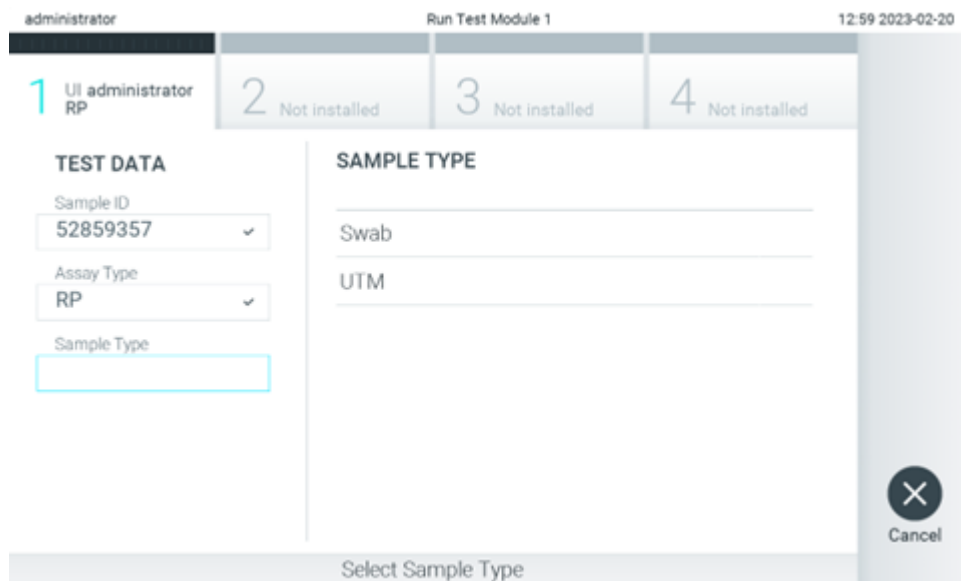 administrator Run Test Module 1 12:59 2023-02-20
1 UI administrator
RP
2 Not installed
3 Not installed
4 Not installed
TEST DATA
Sample ID
52859357
Assay Type
RP
Sample Type
SAMPLE TYPE
Swab
UTM
Cancel
Select Sample Type